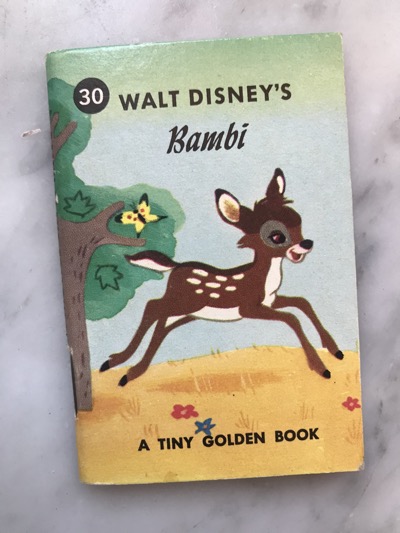 30 WALT DISNEY'S
Bambi
A TINY GOLDEN BOOK